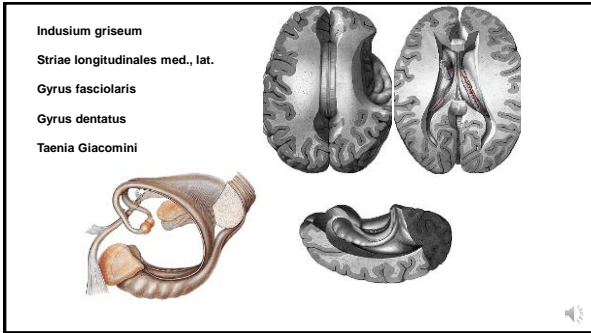 Indusium griseum
Striae longitudinales med., lat.
Gyrus fasciolaris
Gyrus dentatus
Taenia Giacomini